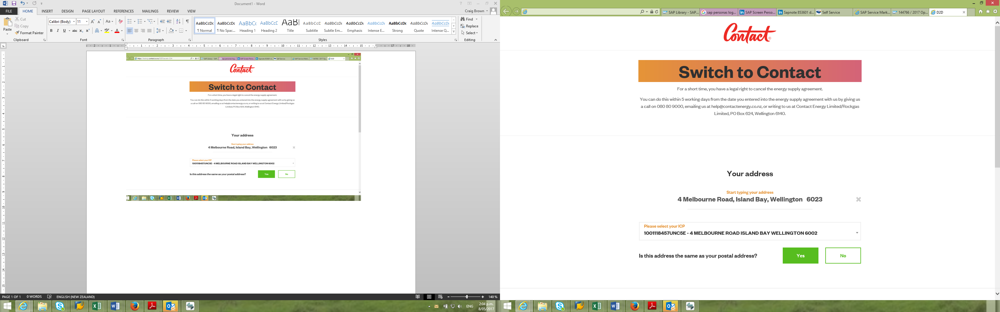 Document1 - Word
Craig Brown
FILE HOME INSERT DESIGN PAGE LAYOUT REFERENCES MAILINGS REVIEW VIEW
Paste
Cut
Copy
Format Painter
Calibri (Body) 11
Clipboard
Font
Paragraph
AaBbCcDc AaBbCcDc AaBbCc AaBbCcC AaBl AaBbCcD AaBbCcDc AaBbCcDc AaBbCcDc AaBbCcDc AaBbCcDc AaBbCcDc
¶ Normal ¶ No Spac... Heading 1 Heading 2 Title Subtitle Subtle Em... Emphasis Intense E... Strong Quote Intense Q...
Styles
Find
Replace
Select
Editing
Contact
Switch to Contact
For a short time, you have a legal right to cancel the energy supply agreement.
You can do this within 5 working days from the date you entered into the energy supply agreement with us by giving us
a call on 080 80 9000, emailing us at help@contactenergy.co.nz, or writing to us at Contact Energy Limited/Rockgas
Limited, PO Box 624, Wellington 6140.
Your address
Start typing your address
4 Melbourne Road, Island Bay, Wellington 6023
Please select your ICP
1001118457UNC5E - 4 MELBOURNE ROAD ISLAND BAY WELLINGTON 6002
Is this address the same as your postal address?
Yes No
PAGE 1 OF 1 0 WORDS ENGLISH (NEW ZEALAND)
140 %
ENG
2:04 p.m.
8/05/2017
SAP Library - SAP... sap personas log... SAP Screen Perso... Sapnote 853601 d... Self Service SAP Service Mark... 144766 / 2017 Op... D2D
Contact
Switch to Contact
For a short time, you have a legal right to cancel the energy supply agreement.
You can do this within 5 working days from the date you entered into the energy supply agreement with us by giving us
a call on 080 80 9000, emailing us at help@contactenergy.co.nz, or writing to us at Contact Energy Limited/Rockgas
Limited, PO Box 624, Wellington 6140.
Your address
Start typing your address
4 Melbourne Road, Island Bay, Wellington 6023
Please select your ICP
1001118457UNC5E - 4 MELBOURNE ROAD ISLAND BAY WELLINGTON 6002
Is this address the same as your postal address?
Yes No